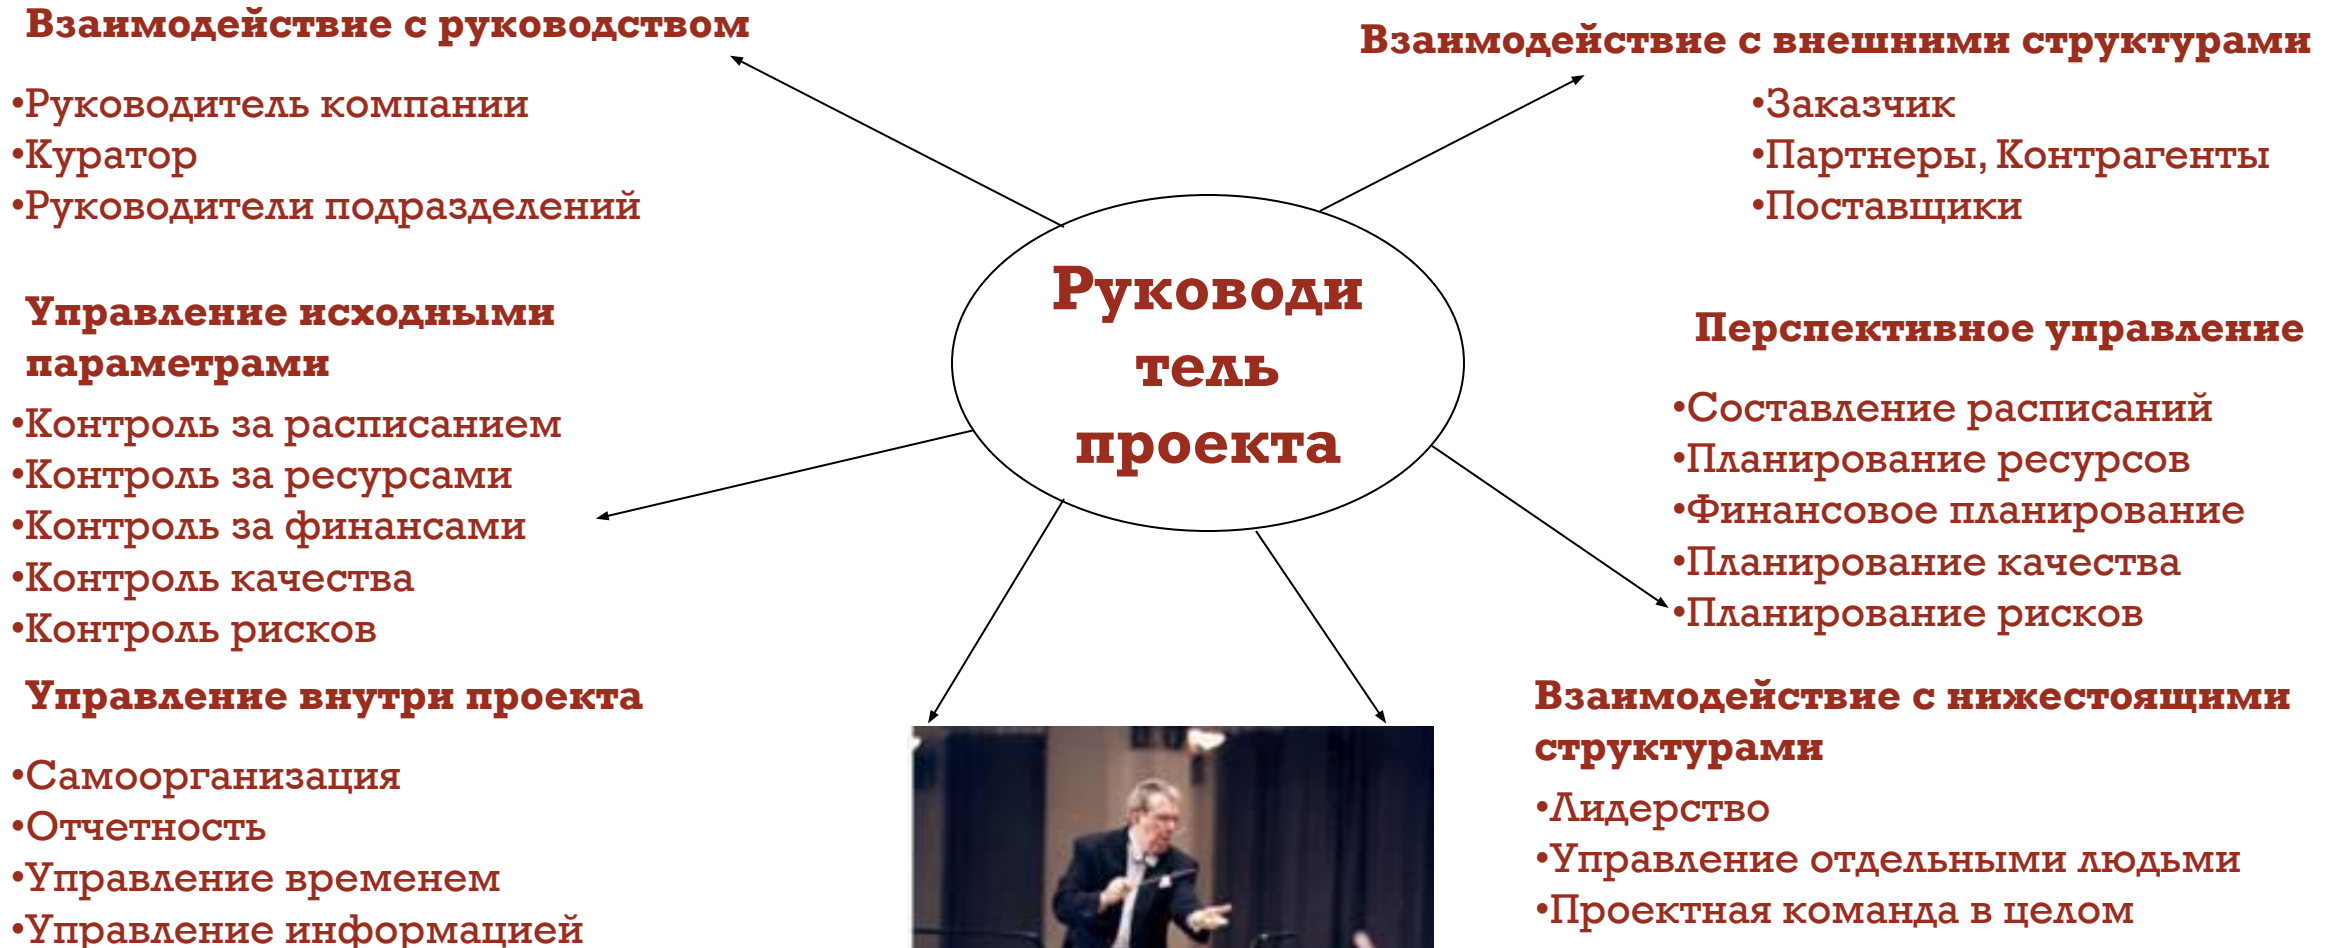 Взаимодействие с руководством
•Руководитель компании
•Куратор
•Руководители подразделений
Управление исходными
параметрами
•Контроль за расписанием
•Контроль за ресурсами
•Контроль за финансами
•Контроль качества
•Контроль рисков
Управление внутри проекта
•Самоорганизация
•Отчетность
•Управление временем
•Управление информацией
Руководи
тель
проекта
Взаимодействие с внешними структурами
•Заказчик
•Партнеры, Контрагенты
•Поставщики
Перспективное управление
•Составление расписаний
•Планирование ресурсов
•Финансовое планирование
•Планирование качества
•Планирование рисков
Взаимодействие с нижестоящими
структурами
•Лидерство
•Управление отдельными людьми
•Проектная команда в целом